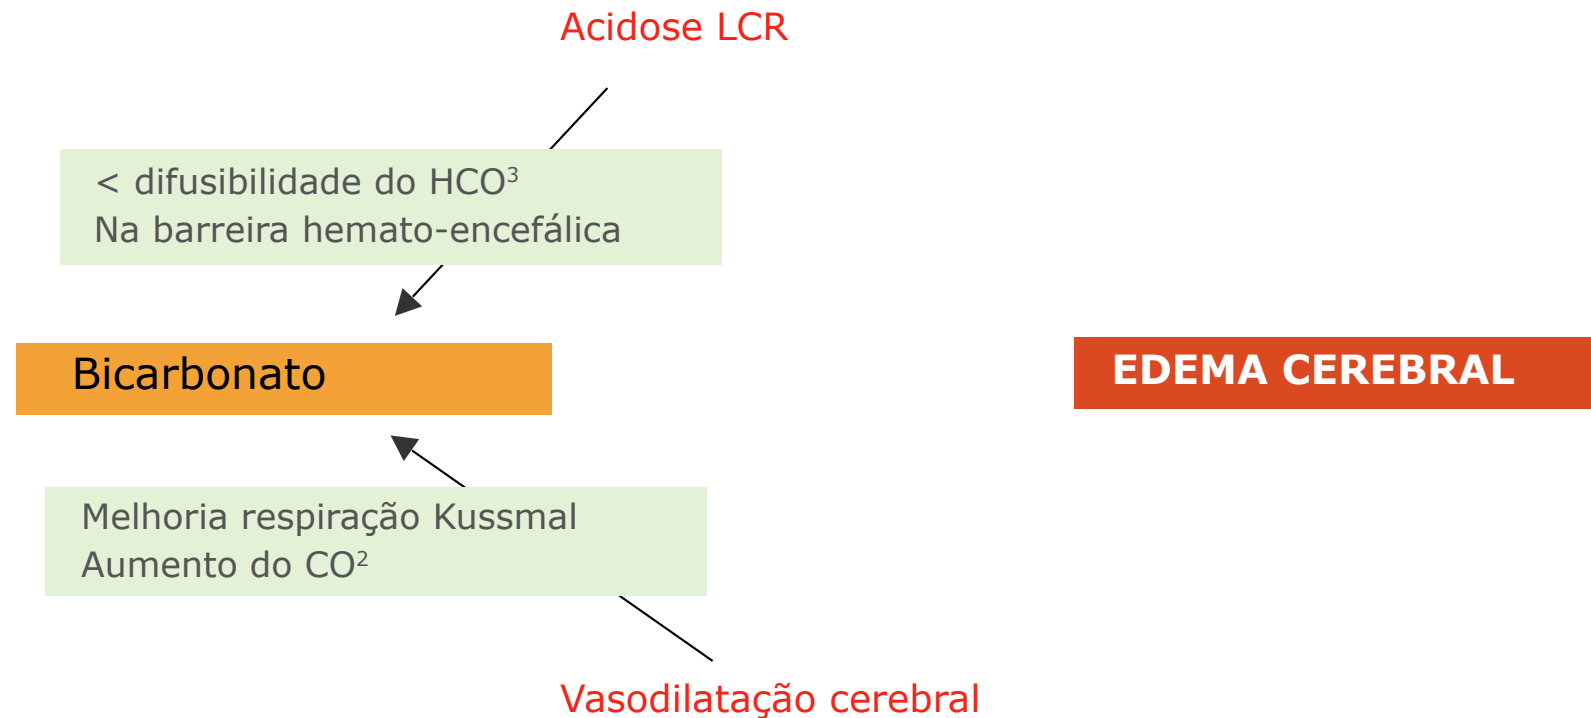 Acidose LCR
< difusibilidade do HCO³
Na barreira hemato-encefálica
Bicarbonato
EDEMA CEREBRAL
Melhoria respiração Kussmal
Aumento do CO²
Vasodilatação cerebral